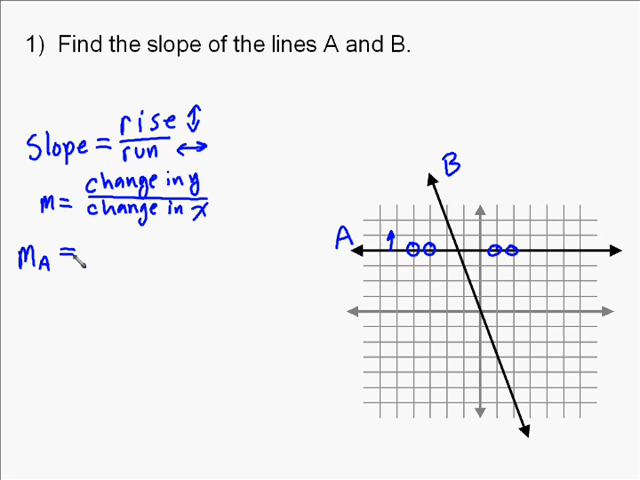 1) Find the slope of the lines A and B.
Slope = rise ↕
run ↔
m = change in y
change in x
mA =
A
B